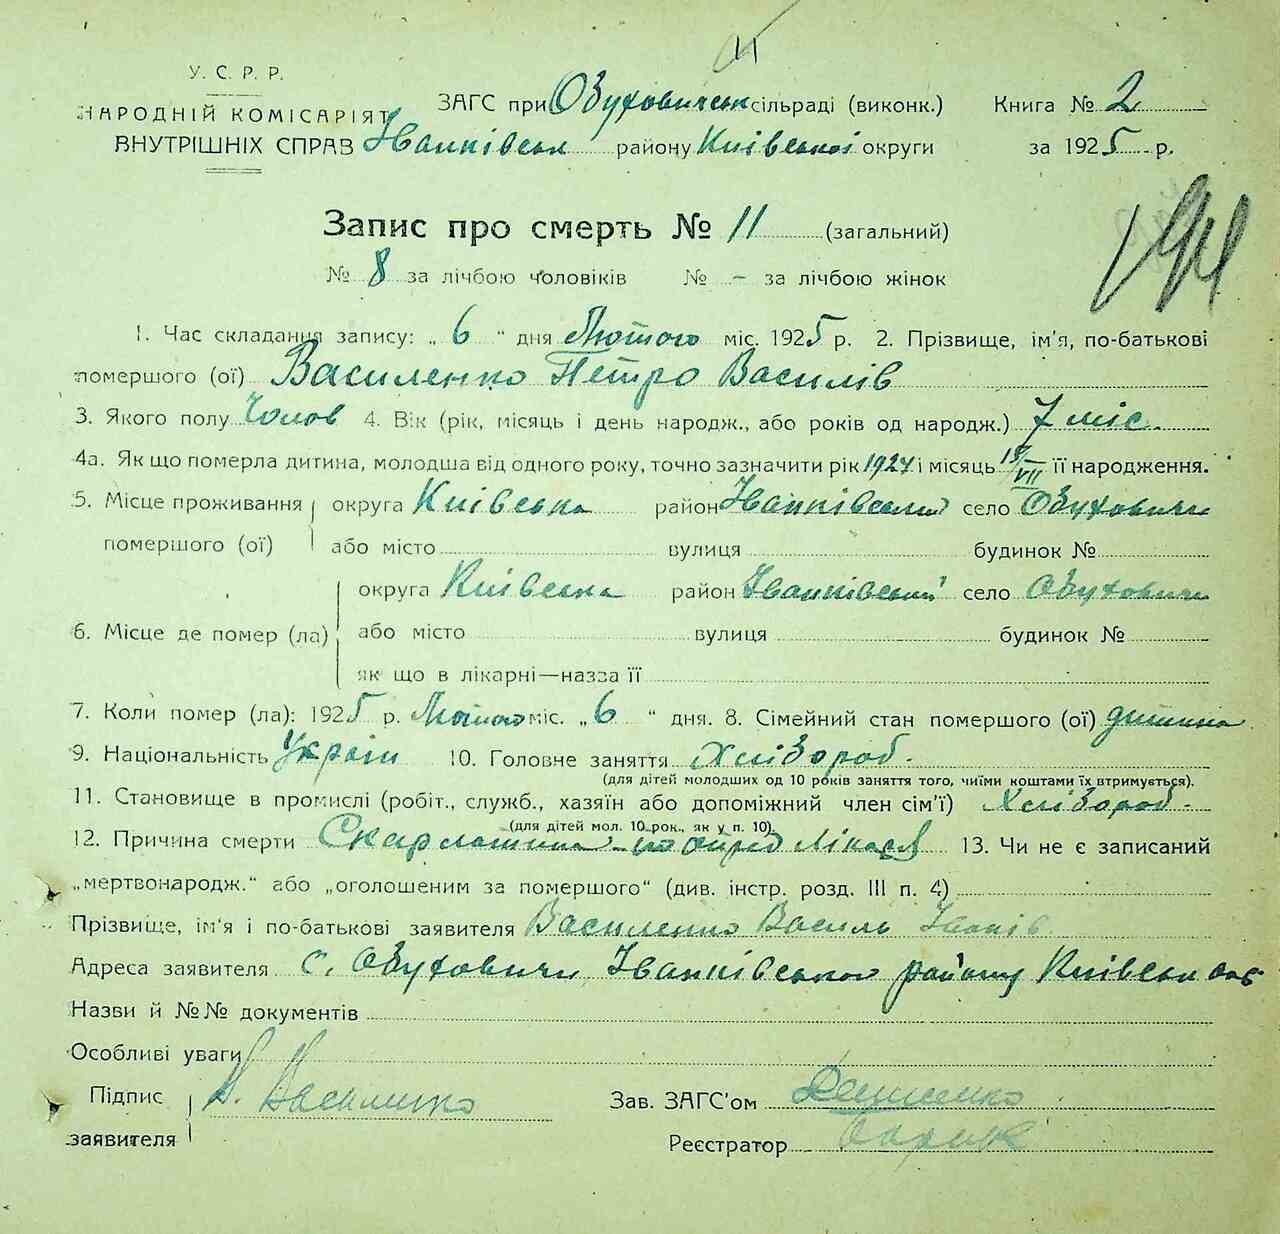 11
У. С. Р. Р.
НАРОДНІЙ КОМІСАРІЯТ
ВНУТРІШНІХ СПРАВ
ЗАГС при Обуховичськ сільраді (виконк.) Книга № 2
Іванківськ району Київської округи за 1925 р.
Запис про смерть № 11 (загальний)
№ 8 за лічбою чоловіків № - за лічбою жінок
1. Час складання запису: „ 6 " дня Лютого міс. 1925 р. 2. Прізвище, ім'я, по-батькові
помершого (ої) Василенко Петро Василів
3. Якого полу Чолов 4. Вік (рік, місяць і день народж., або років од народж.) 7 міс.
4а. Як що померла дитина, молодша від одного року, точно зазначити рік 1924 і місяць VII її народження.
5. Місце проживання округа Київська район Іванківський село Обуховичи
помершого (ої) або місто вулиця будинок №
округа Київська район Іванківський село Обуховичи
6. Місце де помер (ла) або місто вулиця будинок №
як що в лікарні—назва її
7. Коли помер (ла): 1925 р. Лютого міс. „ 6 " дня. 8. Сімейний стан помершого (ої) дитина
9. Національність Україн 10. Головне заняття Хлібороб.
(для дітей молодших од 10 років заняття того, чиїми коштами їх втримується).
11. Становище в промислі (робіт., служб., хазяїн або допоміжний член сім'ї) Хлібороб.
(для дітей мол. 10 рок., як у п. 10)
12. Причина смерти Скарлатина 13. Чи не є записаний
„мертвонародж." або „оголошеним за помершого" (див. інстр. розд. III п. 4)
Прізвище, ім'я і по-батькові заявителя Василенко Василь Іванів
Адреса заявителя с. Обуховичи Іванківського району Київськ окр
Назви й №№ документів
Особливі уваги
Підпис заявителя В. Василенко
Зав. ЗАГС'ом Денисенко
Реєстратор